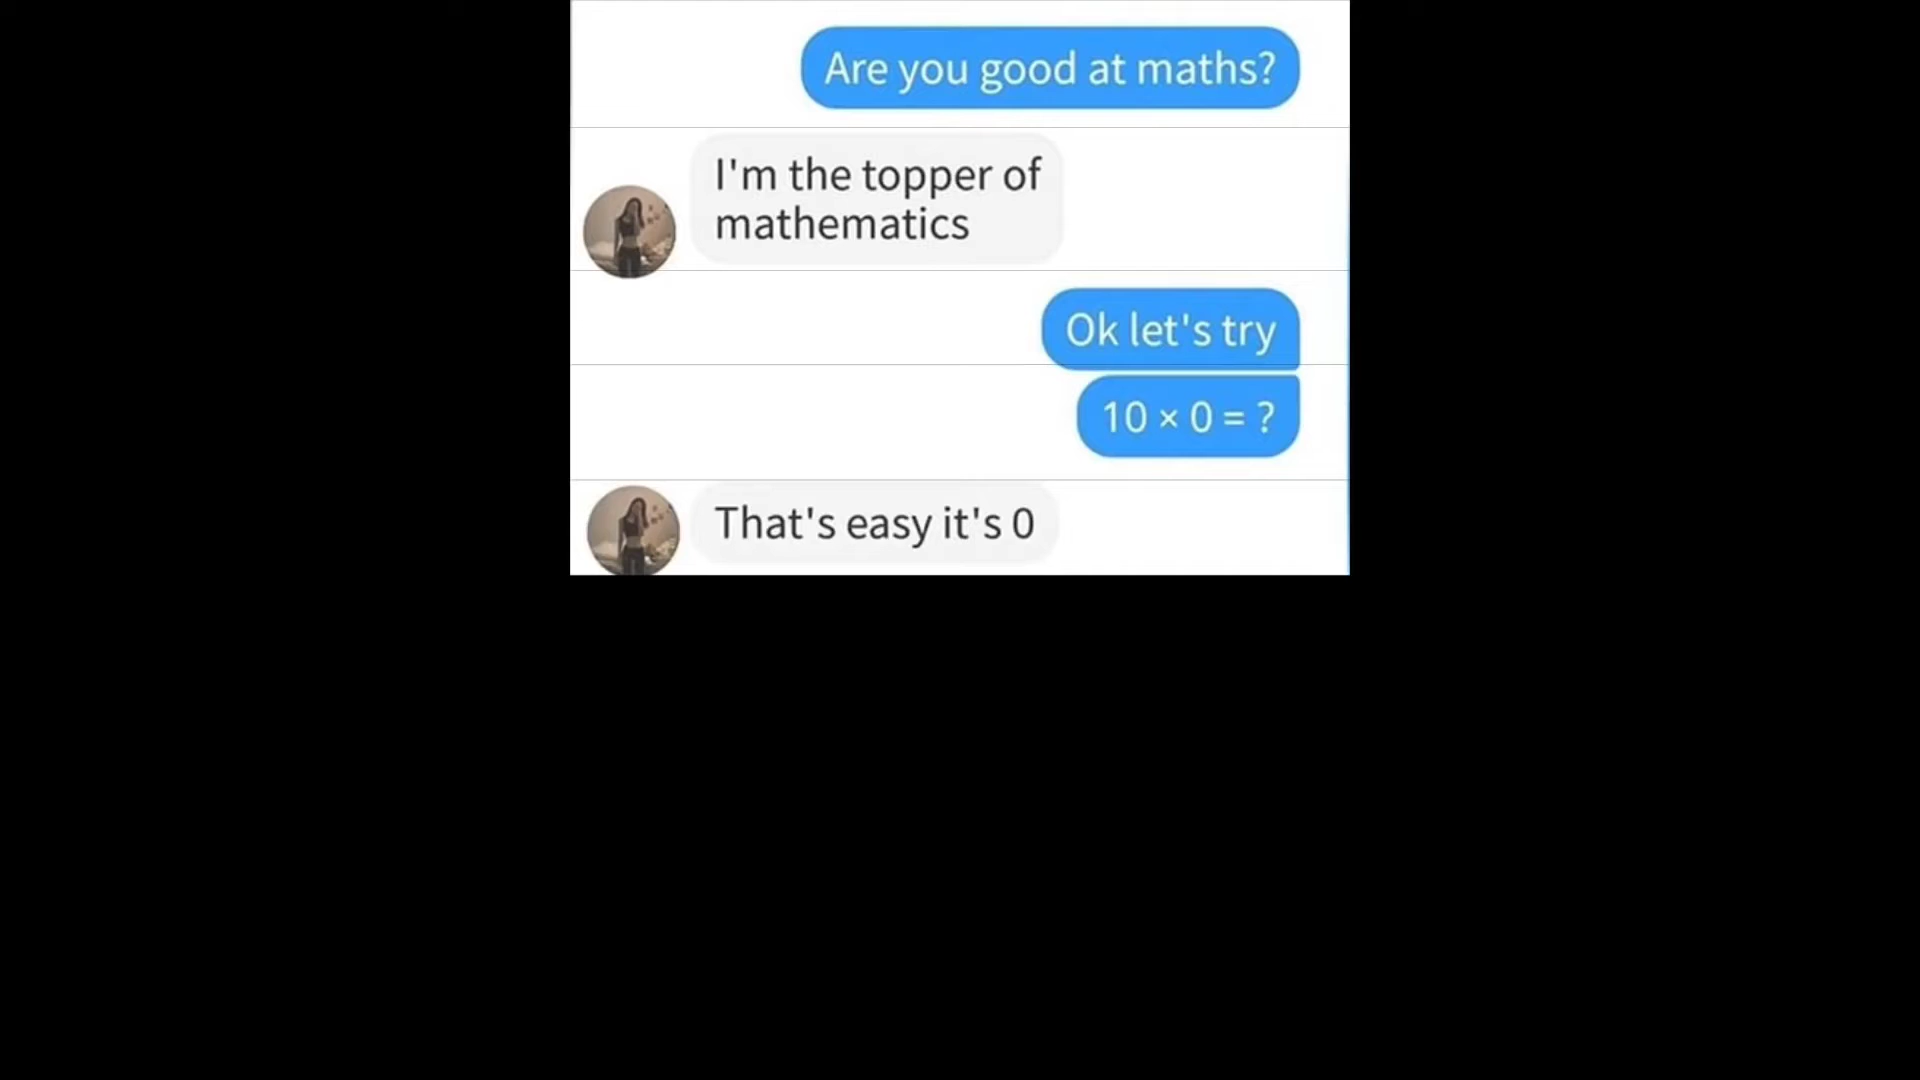 Are you good at maths?
I'm the topper of
mathematics
Ok let's try
10 × 0 = ?
That's easy it's 0